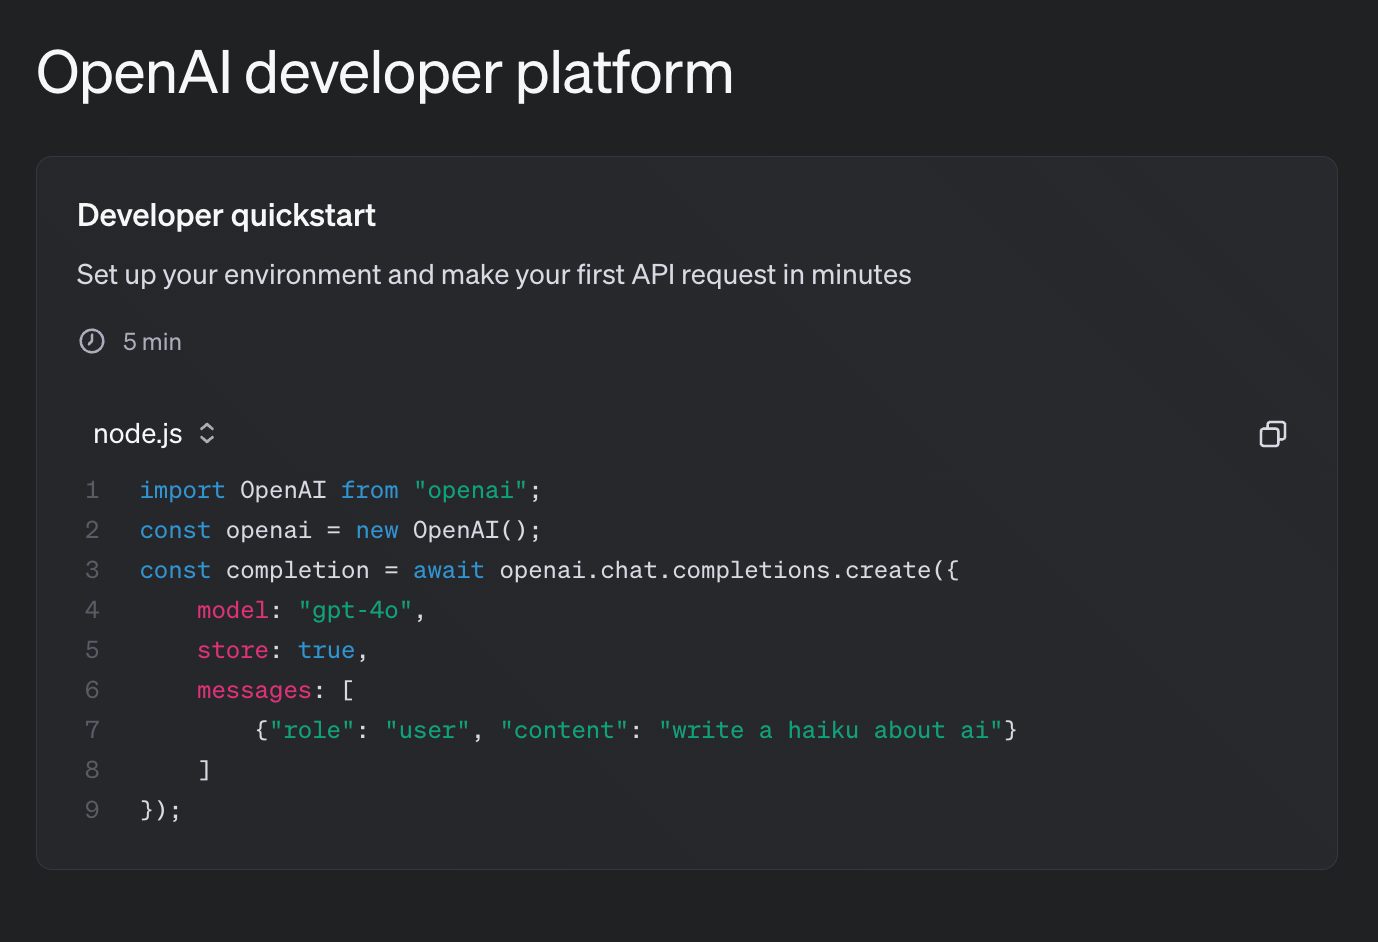 OpenAI developer platform
Developer quickstart
Set up your environment and make your first API request in minutes
5 min
node.js
1 import OpenAI from "openai";
2 const openai = new OpenAI();
3 const completion = await openai.chat.completions.create({
4     model: "gpt-4o",
5     store: true,
6     messages: [
7         {"role": "user", "content": "write a haiku about ai"}
8     ]
9 });